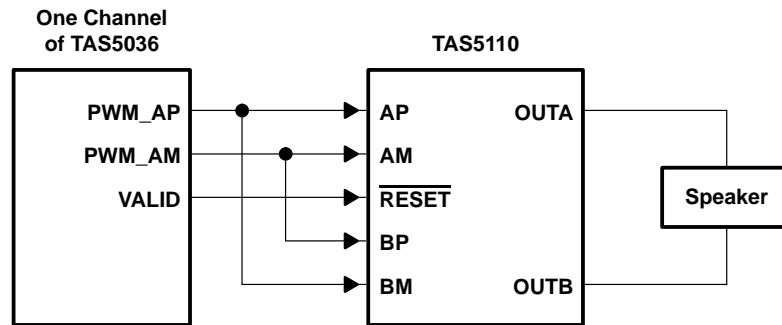 One Channel
of TAS5036
TAS5110
PWM_AP
AP
OUTA
PWM_AM
AM
VALID
RESET
Speaker
BP
BM
OUTB